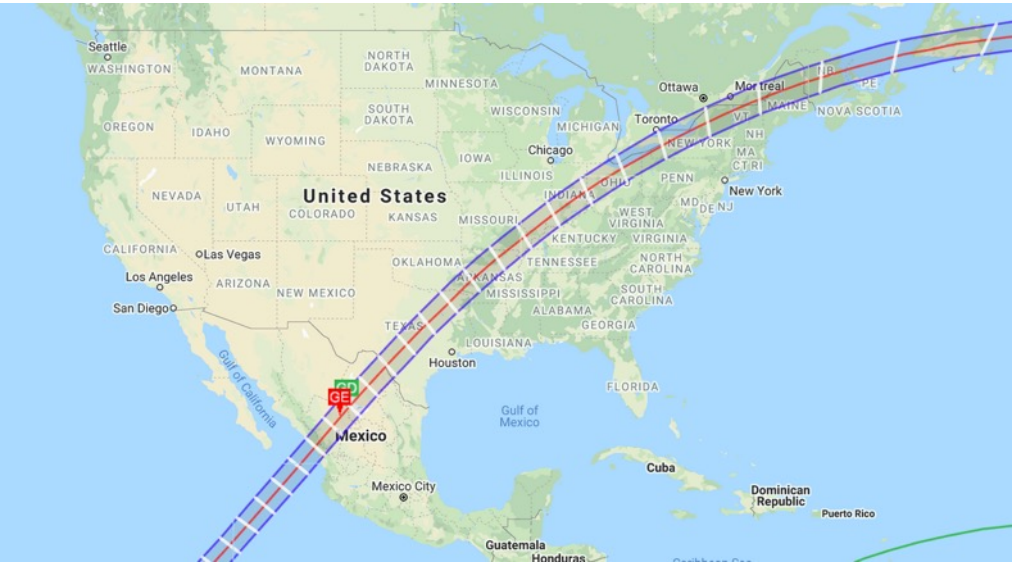 Seattle
WASHINGTON
MONTANA
NORTH
DAKOTA
MINNESOTA
Ottawa
Montreal
NB
PE
MAINE
NOVA SCOTIA
OREGON
IDAHO
SOUTH
DAKOTA
WISCONSIN
MICHIGAN
Toronto
VT
NH
WYOMING
NEW YORK
MA
CT RI
IOWA
Chicago
NEBRASKA
ILLINOIS
INDIANA
OHIO
PENN
New York
NEVADA
UTAH
United States
COLORADO
KANSAS
MISSOURI
WEST
VIRGINIA
MD
DE
NJ
CALIFORNIA
Las Vegas
KENTUCKY
VIRGINIA
OKLAHOMA
TENNESSEE
NORTH
CAROLINA
Los Angeles
ARIZONA
NEW MEXICO
ARKANSAS
MISSISSIPPI
SOUTH
CAROLINA
San Diego
ALABAMA
GEORGIA
TEXAS
LOUISIANA
Houston
Gulf of California
GD
GE
FLORIDA
Gulf of
Mexico
Mexico
Cuba
Mexico City
Dominican
Republic
Puerto Rico
Guatemala
Honduras
Caribbean Sea